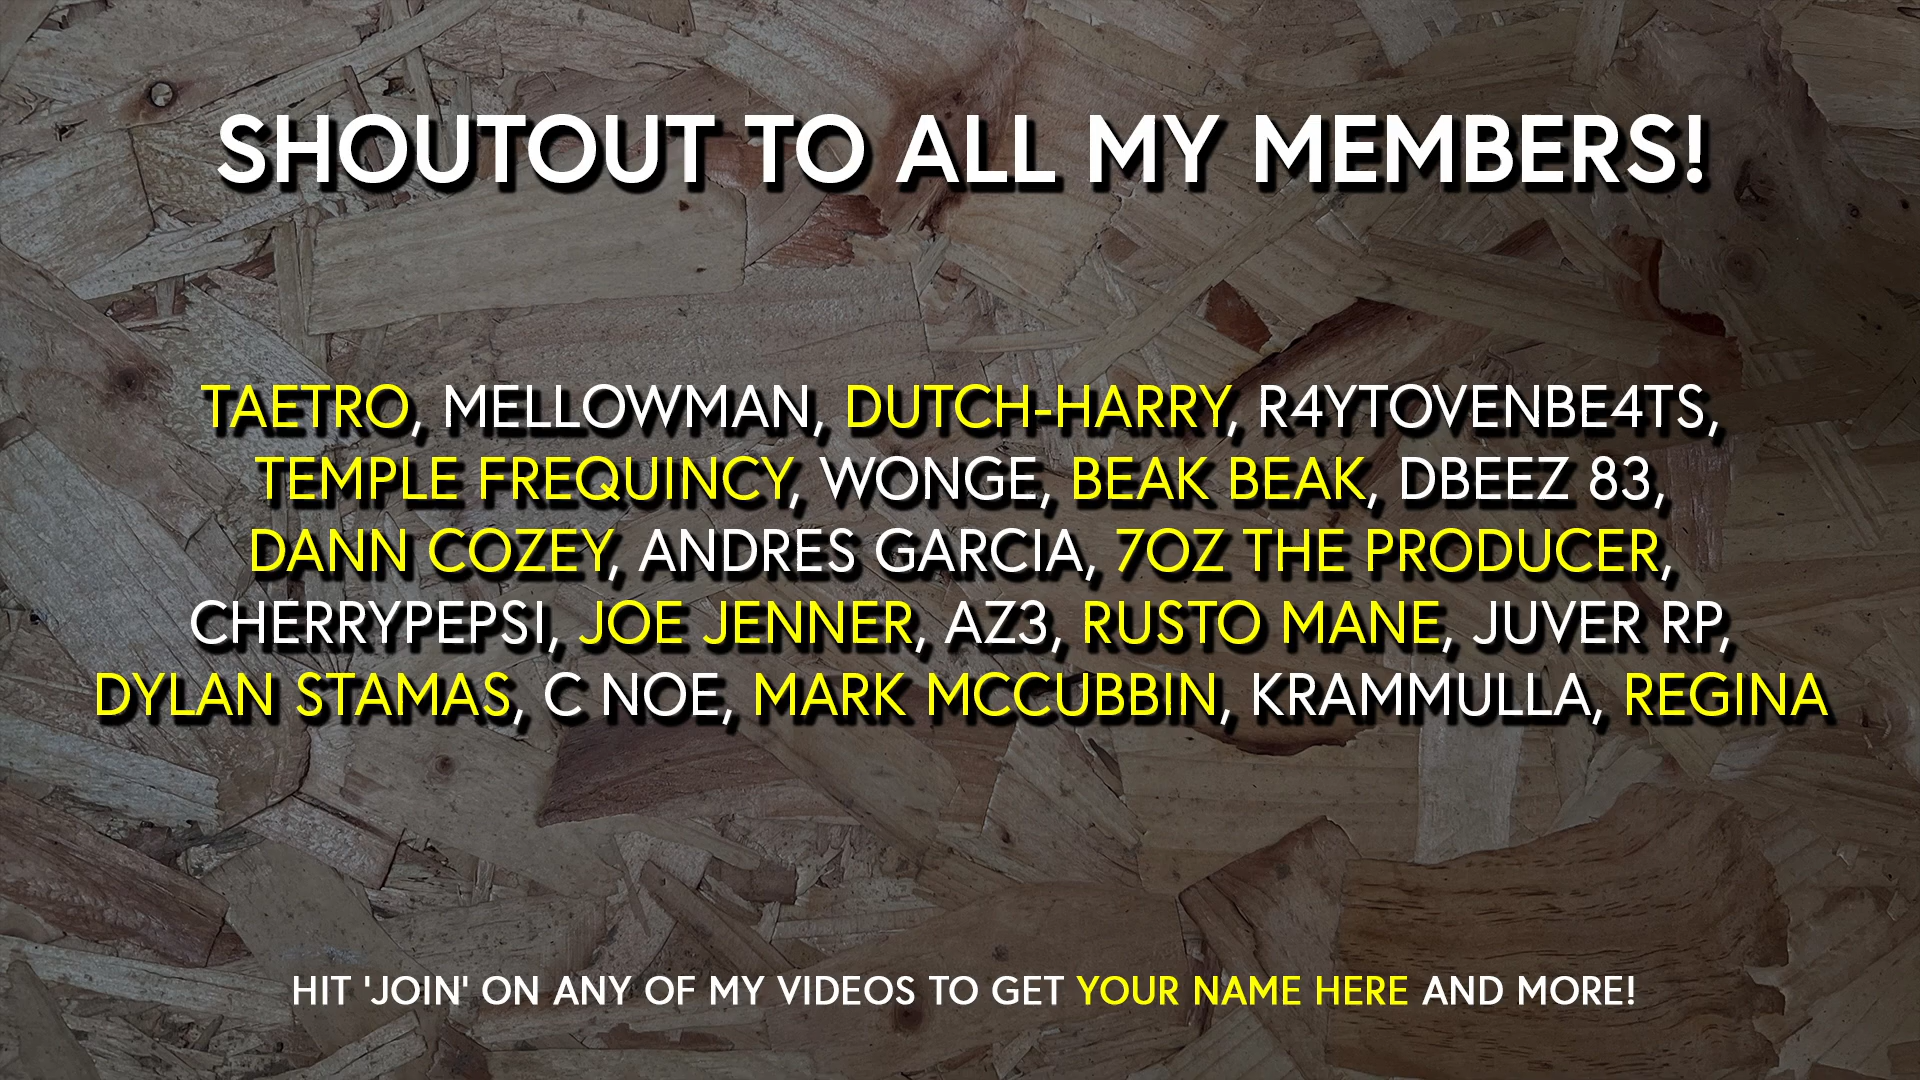 SHOUTOUT TO ALL MY MEMBERS!
TAETRO, MELLOWMAN, DUTCH-HARRY, R4YTOVENBE4TS,
TEMPLE FREQUINCY, WONGE, BEAK BEAK, DBEEZ 83,
DANN COZEY, ANDRES GARCIA, 7OZ THE PRODUCER,
CHERRYPEPSI, JOE JENNER, AZ3, RUSTO MANE, JUVER RP,
DYLAN STAMAS, C NOE, MARK MCCUBBIN, KRAMMULLA, REGINA
HIT 'JOIN' ON ANY OF MY VIDEOS TO GET YOUR NAME HERE AND MORE!